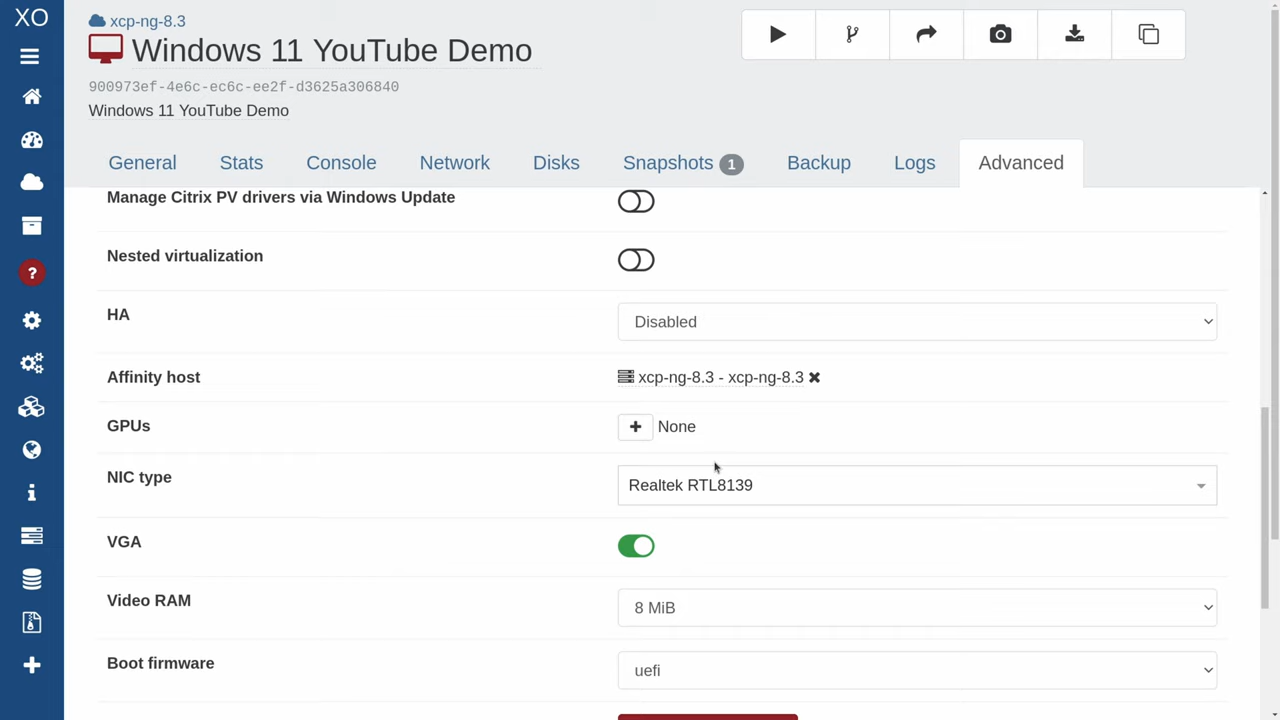 XO
xcp-ng-8.3
Windows 11 YouTube Demo
900973ef-4e6c-ec6c-ee2f-d3625a306840
Windows 11 YouTube Demo
General Stats Console Network Disks Snapshots 1 Backup Logs Advanced
Manage Citrix PV drivers via Windows Update
Nested virtualization
HA Disabled
Affinity host xcp-ng-8.3 - xcp-ng-8.3
GPUs None
NIC type Realtek RTL8139
VGA
Video RAM 8 MiB
Boot firmware uefi